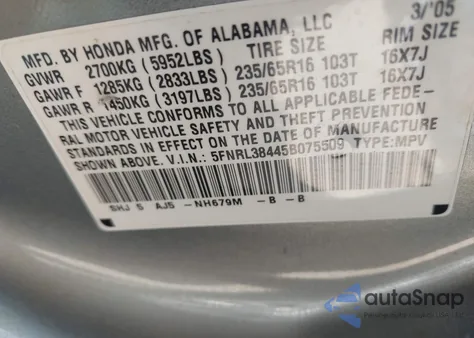 MFD. BY HONDA MFG. OF ALABAMA, LLC 3/'05
GVWR 2700KG (5952LBS) TIRE SIZE RIM SIZE
GAWR F 1285KG (2833LBS) 235/65R16 103T 16X7J
GAWR R 1450KG (3197LBS) 235/65R16 103T 16X7J
THIS VEHICLE CONFORMS TO ALL APPLICABLE FEDE-
RAL MOTOR VEHICLE SAFETY AND THEFT PREVENTION
STANDARDS IN EFFECT ON THE DATE OF MANUFACTURE
SHOWN ABOVE. V.I.N.: 5FNRL38445B075509 TYPE:MPV
SHJ S AJ5 -NH679M -B -B
autoSnap